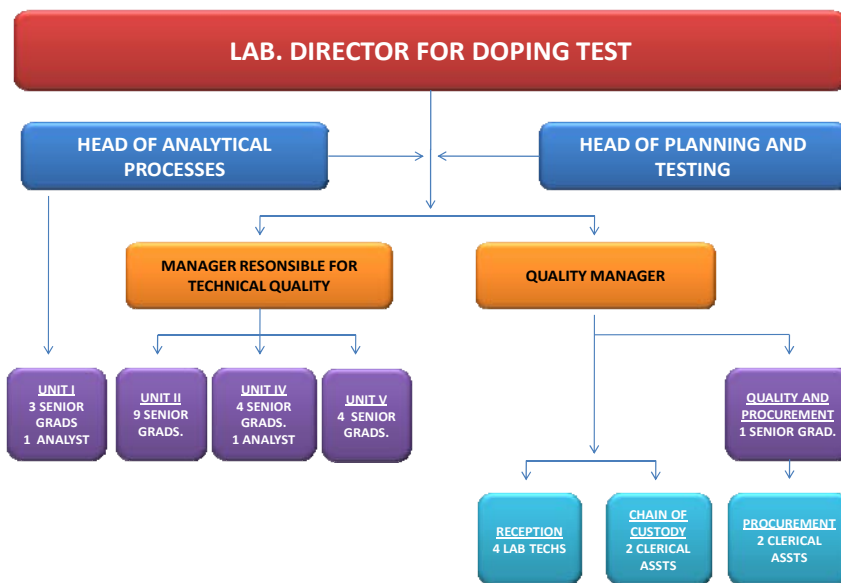 LAB. DIRECTOR FOR DOPING TEST
HEAD OF ANALYTICAL
PROCESSES
HEAD OF PLANNING AND
TESTING
MANAGER RESONSIBLE FOR
TECHNICAL QUALITY
QUALITY MANAGER
UNIT I
3 SENIOR
GRADS
1 ANALYST
UNIT II
9 SENIOR
GRADS.
UNIT IV
4 SENIOR
GRADS.
1 ANALYST
UNIT V
4 SENIOR
GRADS.
QUALITY AND
PROCUREMENT
1 SENIOR GRAD.
RECEPTION
4 LAB TECHS
CHAIN OF
CUSTODY
2 CLERICAL
ASSTS
PROCUREMENT
2 CLERICAL
ASSTS